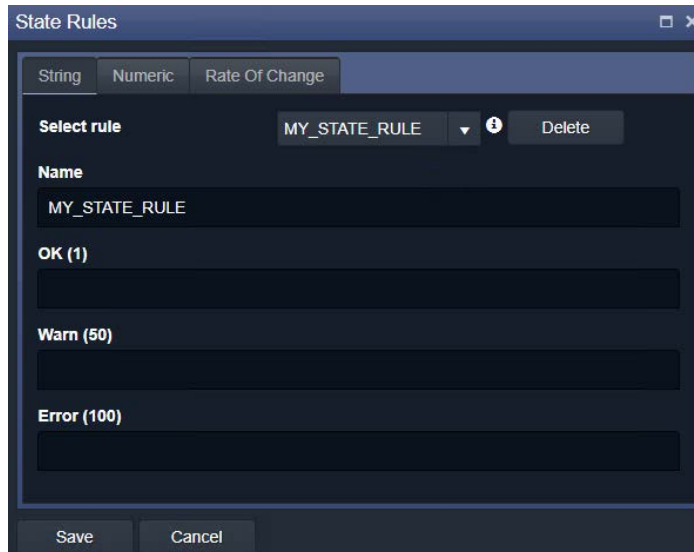 State Rules
String Numeric Rate Of Change
Select rule MY_STATE_RULE Delete
Name
MY_STATE_RULE
OK (1)
Warn (50)
Error (100)
Save Cancel